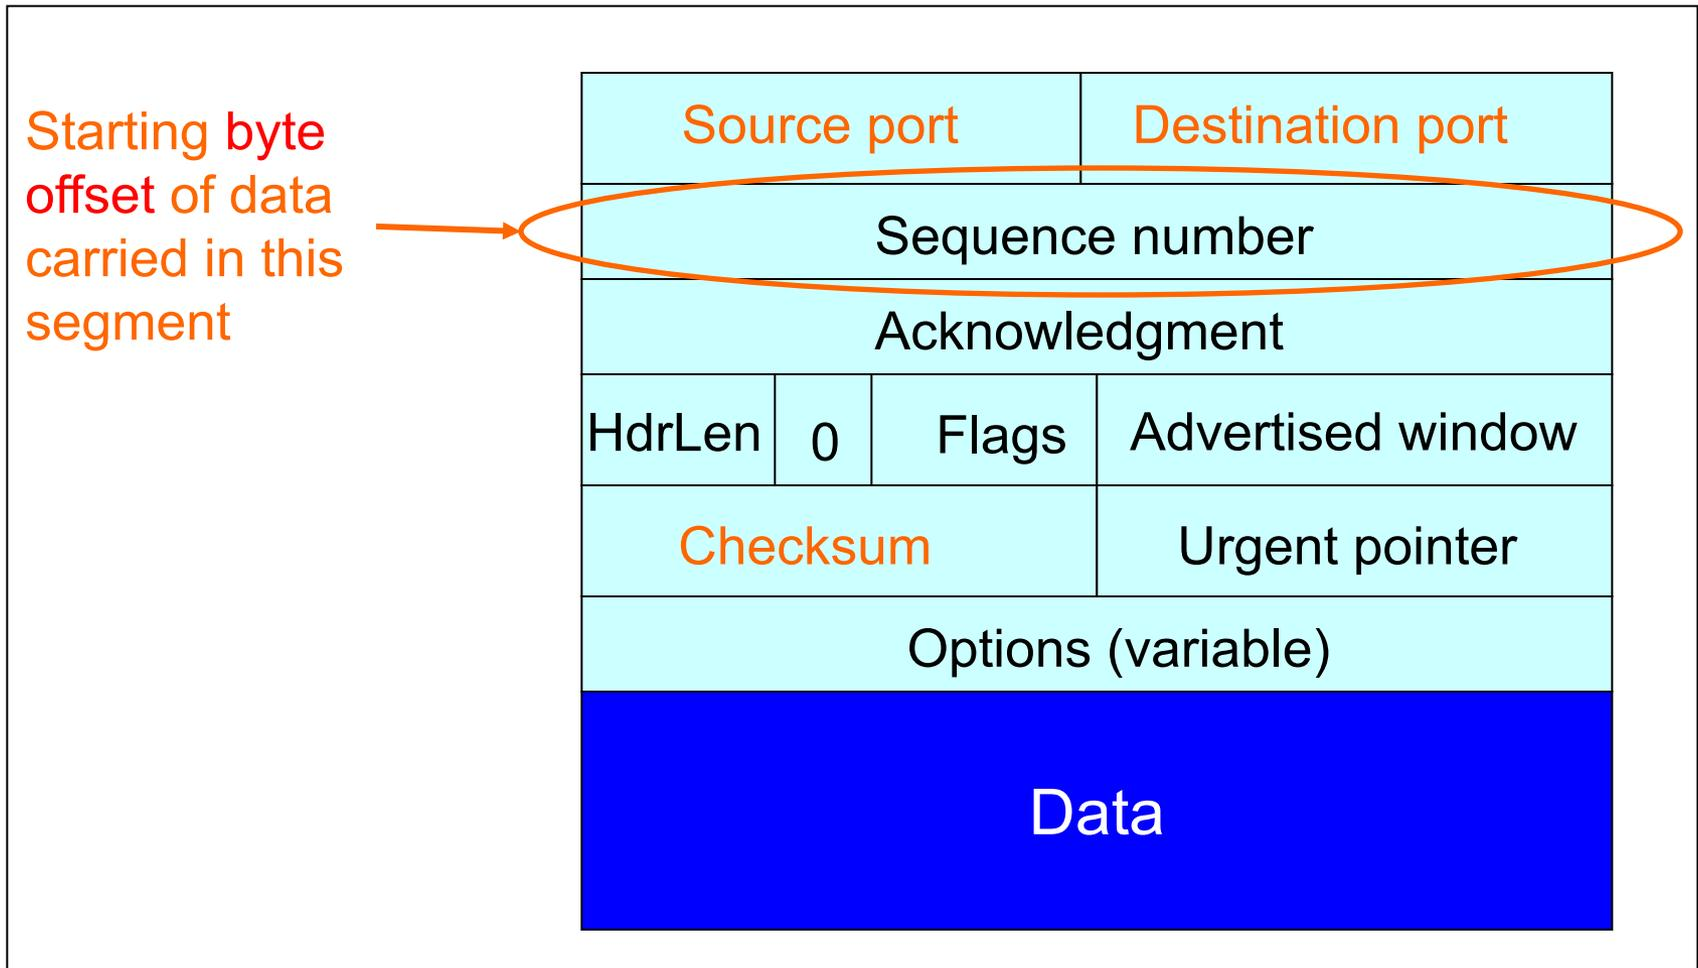 Starting byte
offset of data
carried in this
segment
Source port
Destination port
Sequence number
Acknowledgment
HdrLen
0
Flags
Advertised window
Checksum
Urgent pointer
Options (variable)
Data